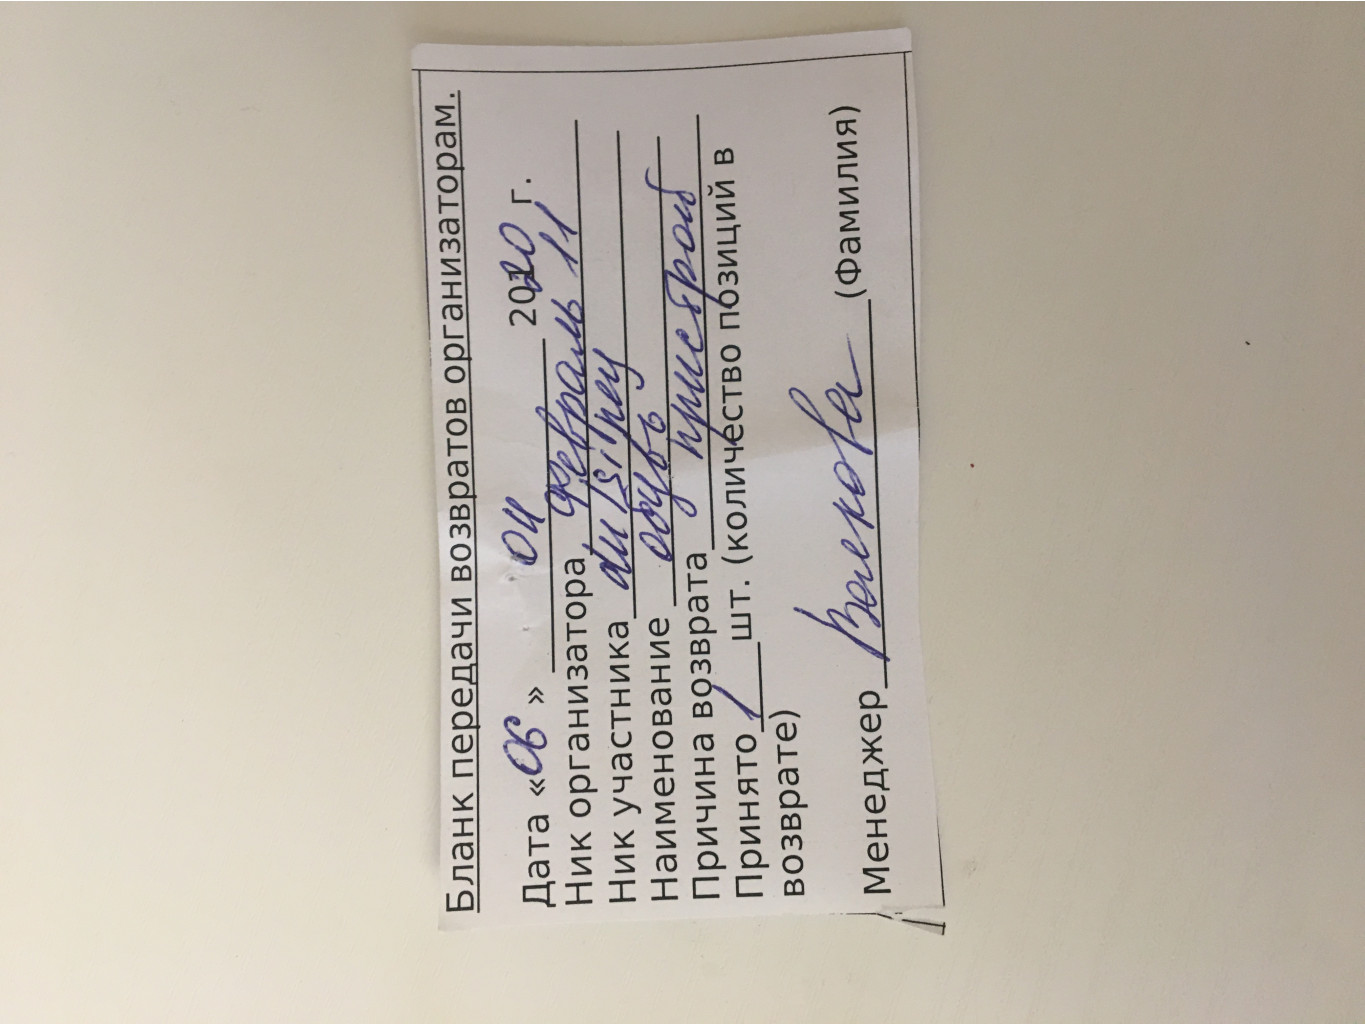 Бланк передачи возвратов организаторам.
Дата «06» 04 2020 г.
Ник организатора Февраль 11
Ник участника
Наименование обувь
Причина возврата пристрой
Принято 1 шт. (количество позиций в
возврате)
Менеджер (Фамилия)